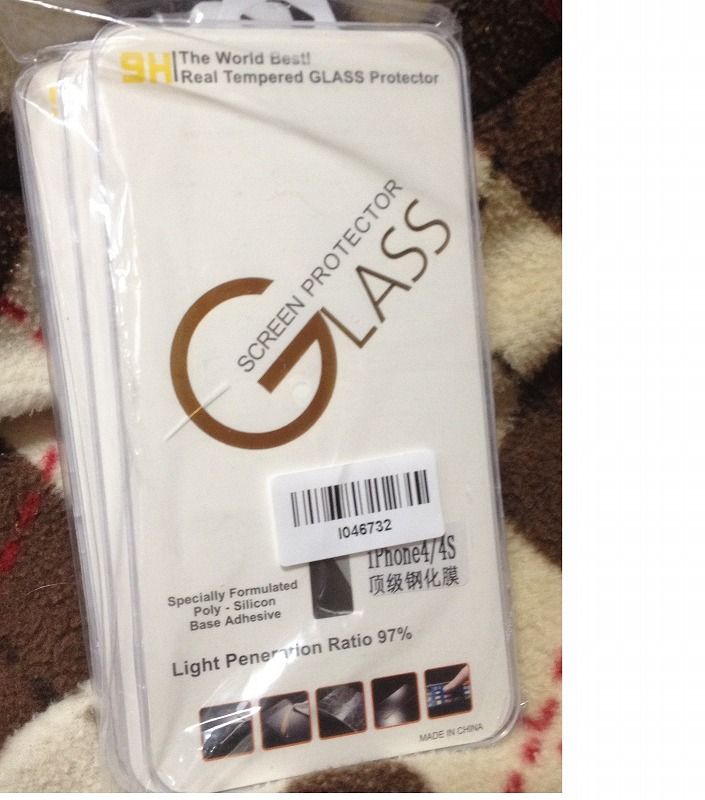 9H
The World Best!
Real Tempered GLASS Protector
SCREEN PROTECTOR
GLASS
I046732
iPhone4/4S
顶级钢化膜
Specially Formulated
Poly - Silicon
Base Adhesive
Light Ratio 97%
MADE IN CHINA